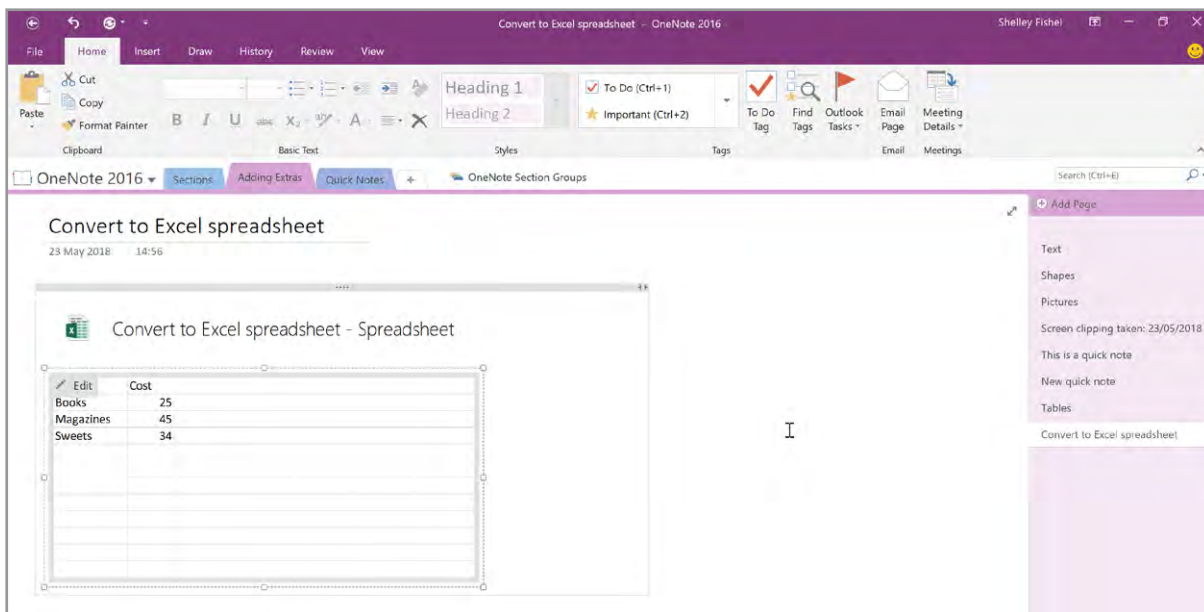 Convert to Excel spreadsheet - OneNote 2016
Shelley Fishel
File Home Insert Draw History Review View
Paste
Cut
Copy
Format Painter
Clipboard
B I U abc X₂ A
Basic Text
Heading 1
Heading 2
Styles
To Do (Ctrl+1)
Important (Ctrl+2)
To Do Tag
Find Tags
Outlook Tasks
Tags
Email Page
Email
Meeting Details
Meetings
OneNote 2016 Sections Adding Extras Quick Notes + OneNote Section Groups
Search (Ctrl+E)
Convert to Excel spreadsheet
23 May 2018 14:56
Convert to Excel spreadsheet - Spreadsheet
Edit Cost
Books 25
Magazines 45
Sweets 34
Add Page
Text
Shapes
Pictures
Screen clipping taken: 23/05/2018
This is a quick note
New quick note
Tables
Convert to Excel spreadsheet